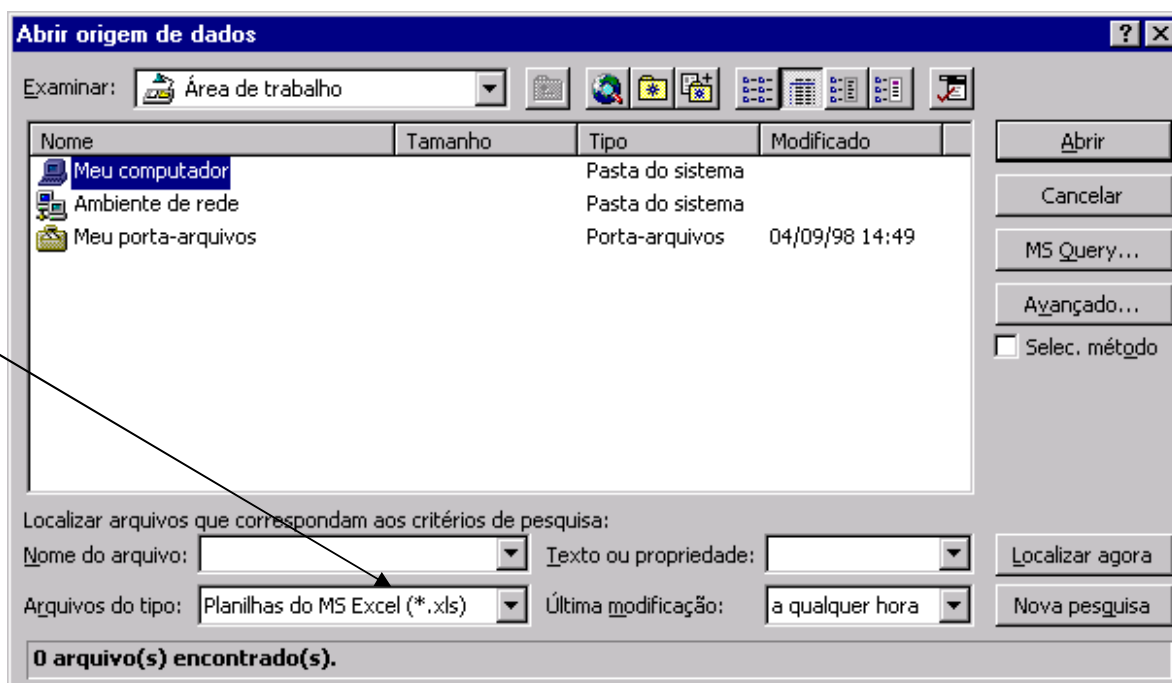 Abrir origem de dados
Examinar: Área de trabalho
Nome Tamanho Tipo Modificado
Meu computador Pasta do sistema
Ambiente de rede Pasta do sistema
Meu porta-arquivos Porta-arquivos 04/09/98 14:49
Abrir
Cancelar
MS Query...
Avançado...
Selec. método
Localizar arquivos que correspondam aos critérios de pesquisa:
Nome do arquivo: Texto ou propriedade: Localizar agora
Arquivos do tipo: Planilhas do MS Excel (*.xls) Última modificação: a qualquer hora Nova pesquisa
0 arquivo(s) encontrado(s).